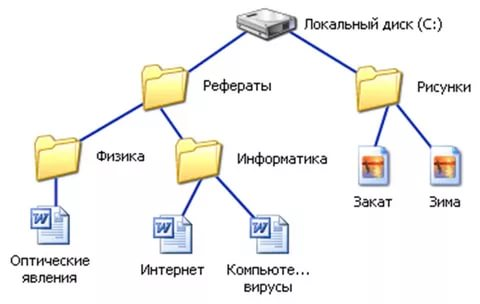 Локальный диск (C:)
Рефераты
Рисунки
Физика
Информатика
Закат
Зима
Оптические
явления
Интернет
Компьюте...
вирусы